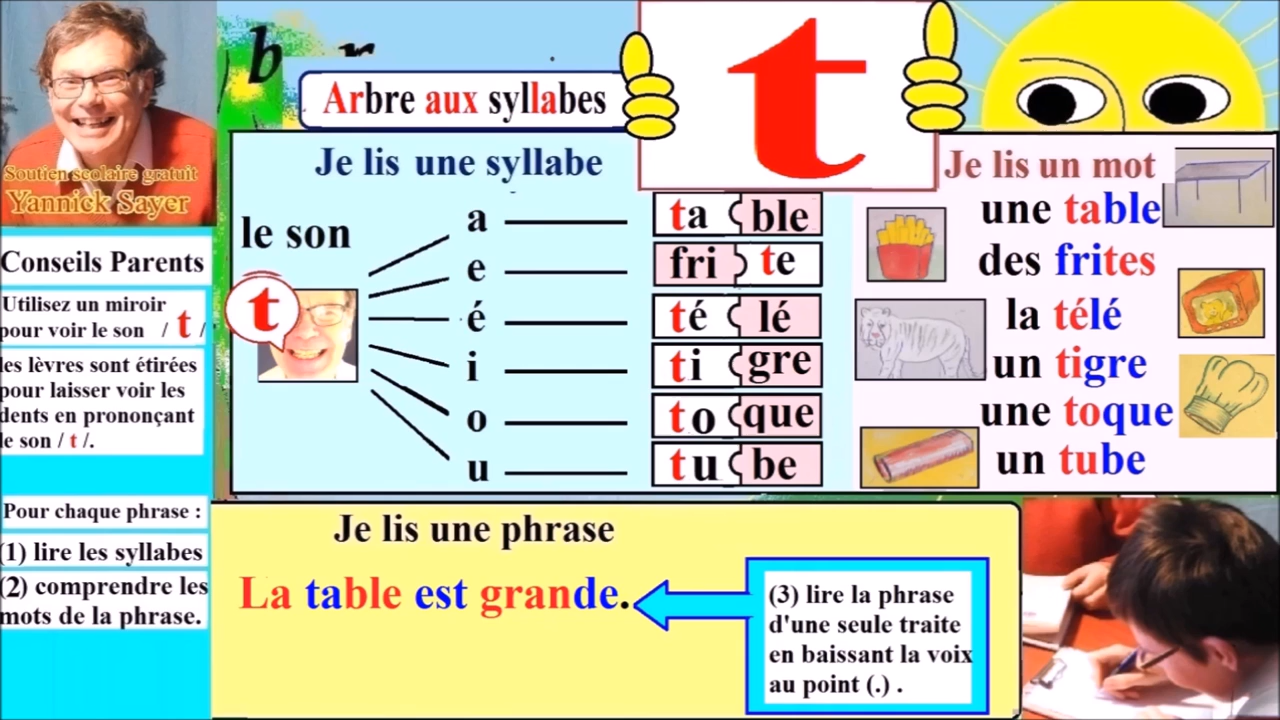 b r
t
Arbre aux syllabes
Soutien scolaire gratuit
Yannick Sayer
Conseils Parents
Utilisez un miroir
pour voir le son / t /
les lèvres sont étirées
pour laisser voir les
dents en prononçant
le son / t /.
Pour chaque phrase :
(1) lire les syllabes
(2) comprendre les
mots de la phrase.
Je lis une syllabe
le son
t
a
e
é
i
o
u
ta ble
fri te
té lé
ti gre
to que
tu be
Je lis un mot
une table
des frites
la télé
un tigre
une toque
un tube
Je lis une phrase
La table est grande.
(3) lire la phrase
d'une seule traite
en baissant la voix
au point (.) .